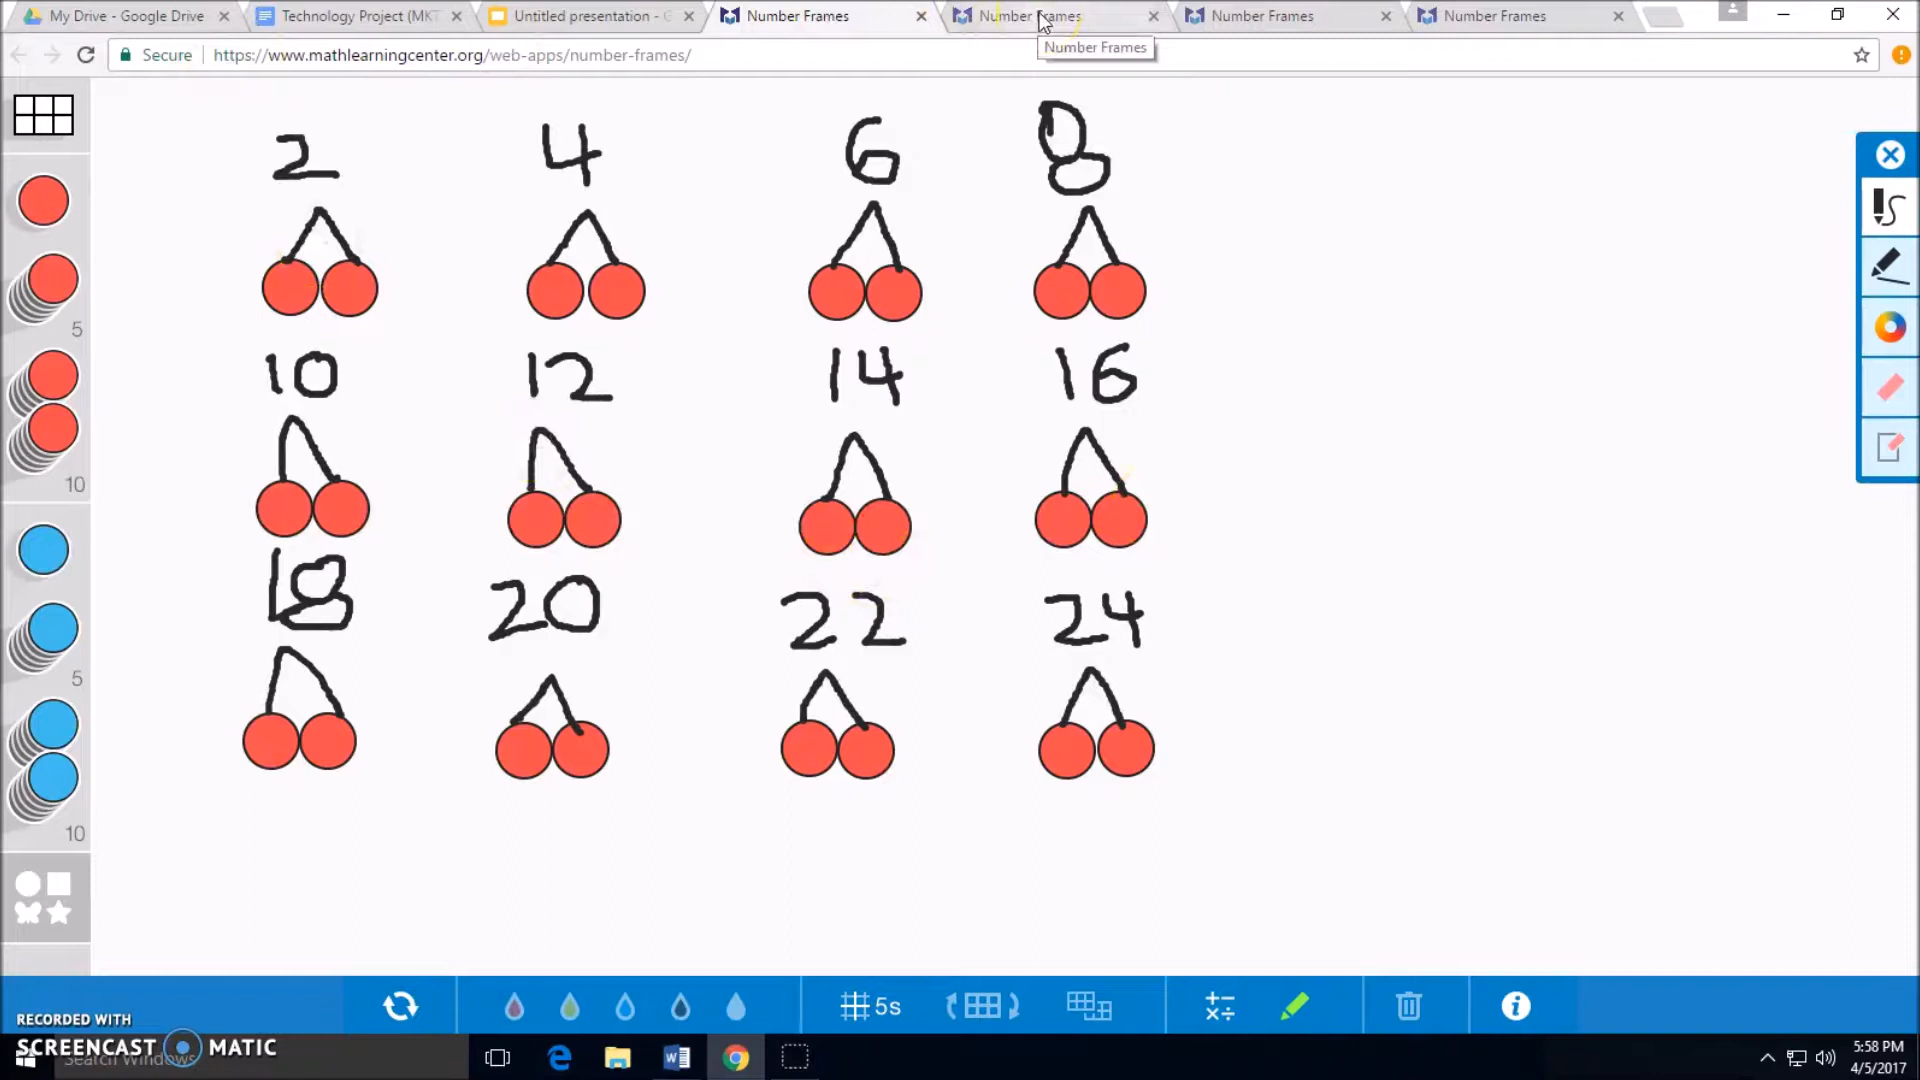 My Drive - Google Drive
Technology Project (MKT
Untitled presentation - G
Number Frames
Number Frames
Number Frames
Number Frames
Secure https://www.mathlearningcenter.org/web-apps/number-frames/
Number Frames
2 4 6 8
10 12 14 16
18 20 22 24
5
10
5
10
5s
RECORDED WITH
SCREENCAST MATIC
Search Windows
5:58 PM
4/5/2017